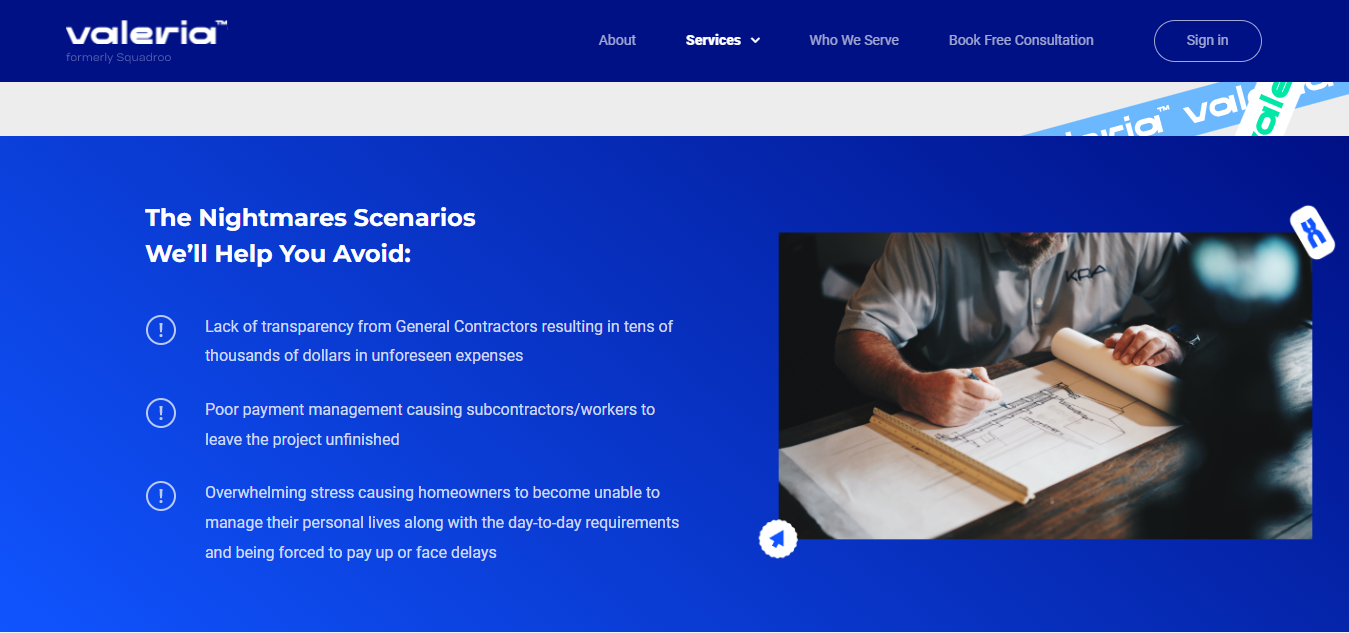 valeria™
formerly Squadroo
About
Services
Who We Serve
Book Free Consultation
Sign in
valeria™ vale
vale
The Nightmares Scenarios
We’ll Help You Avoid:
! Lack of transparency from General Contractors resulting in tens of
thousands of dollars in unforeseen expenses
! Poor payment management causing subcontractors/workers to
leave the project unfinished
! Overwhelming stress causing homeowners to become unable to
manage their personal lives along with the day-to-day requirements
and being forced to pay up or face delays
KRA